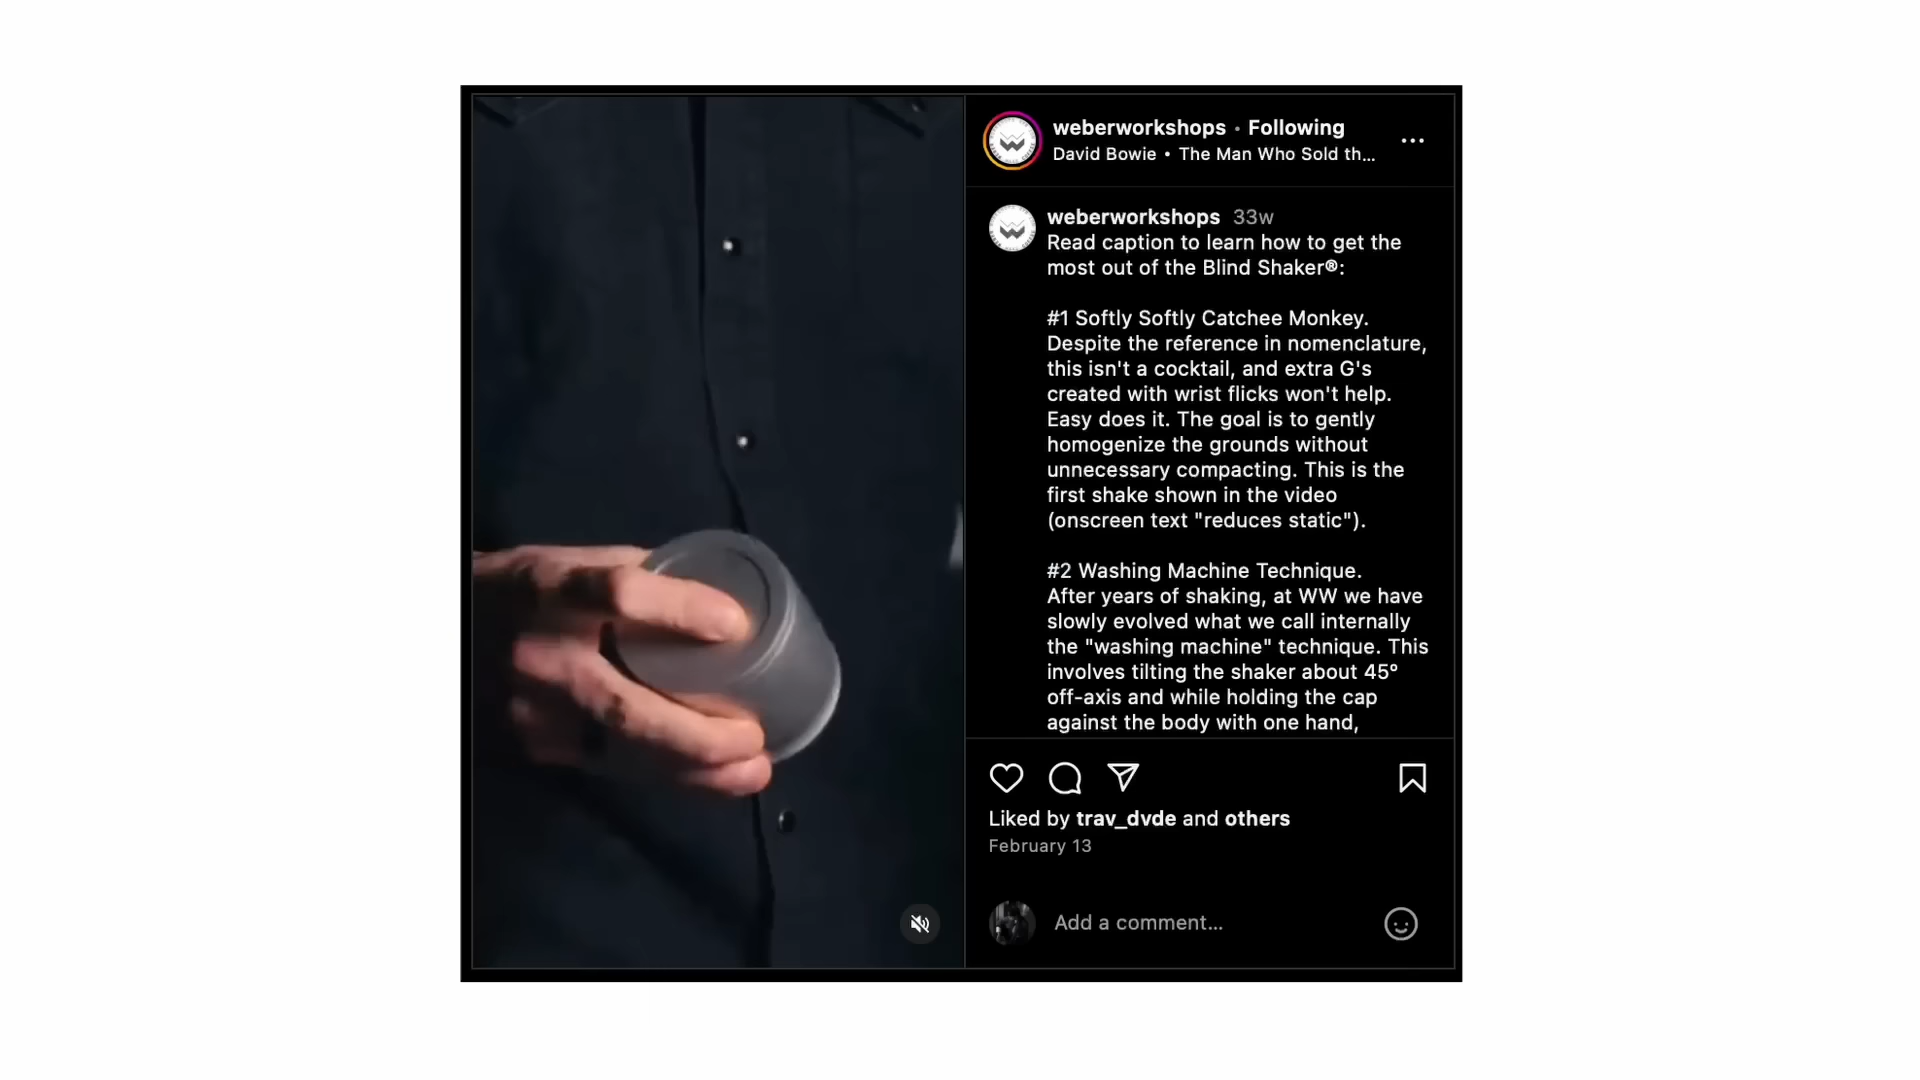 weberworkshops • Following
David Bowie • The Man Who Sold th...
weberworkshops 33w
Read caption to learn how to get the
most out of the Blind Shaker®:
#1 Softly Softly Catchee Monkey.
Despite the reference in nomenclature,
this isn't a cocktail, and extra G's
created with wrist flicks won't help.
Easy does it. The goal is to gently
homogenize the grounds without
unnecessary compacting. This is the
first shake shown in the video
(onscreen text "reduces static").
#2 Washing Machine Technique.
After years of shaking, at WW we have
slowly evolved what we call internally
the "washing machine" technique. This
involves tilting the shaker about 45°
off-axis and while holding the cap
against the body with one hand,
Liked by trav_dvde and others
February 13
Add a comment...